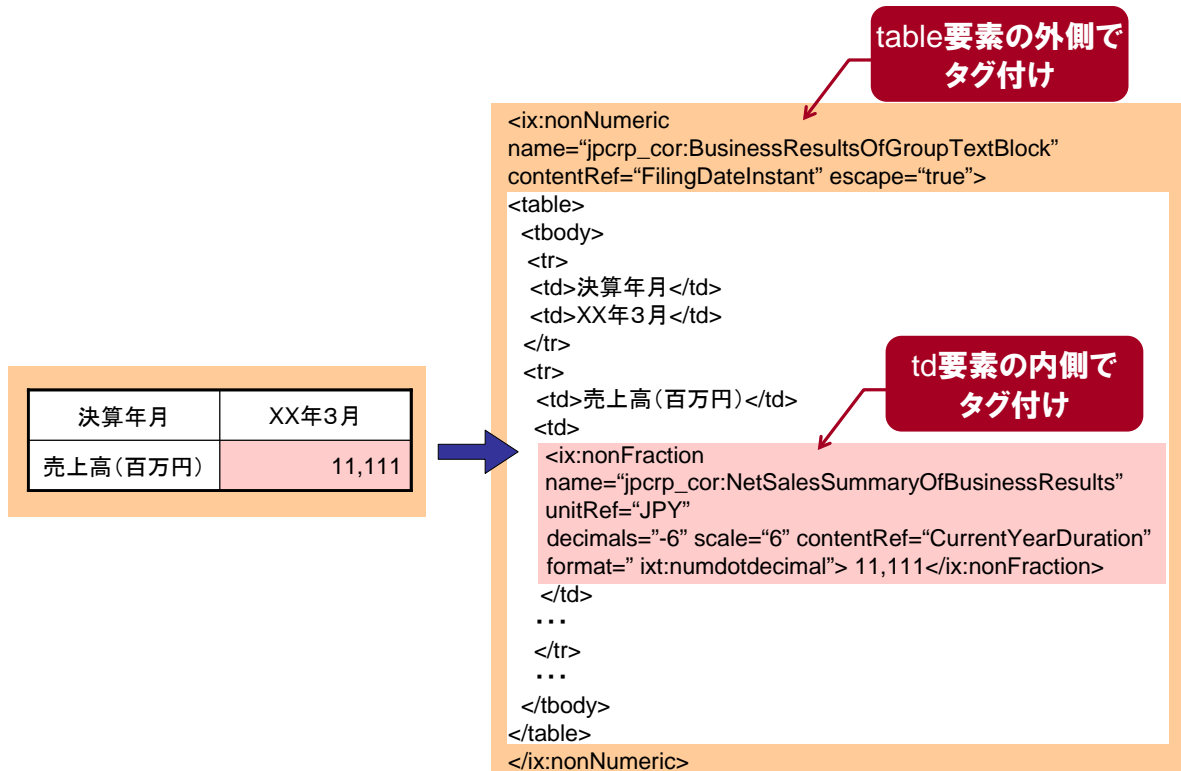 table要素の外側で
タグ付け
<ix:nonNumeric
name=“jpcrp_cor:BusinessResultsOfGroupTextBlock”
contentRef=“FilingDateInstant” escape=“true”>
<table>
<tbody>
<tr>
<td>決算年月</td>
<td>XX年3月</td>
</tr>
<tr>
<td>売上高(百万円)</td>
<td>
td要素の内側で
タグ付け
<ix:nonFraction
name=“jpcrp_cor:NetSalesSummaryOfBusinessResults”
unitRef=“JPY”
decimals=”-6” scale=“6” contentRef=“CurrentYearDuration”
format=” ixt:numdotdecimal”> 11,111</ix:nonFraction>
</td>
・・・
</tr>
・・・
</tbody>
</table>
</ix:nonNumeric>
決算年月 XX年3月
売上高(百万円) 11,111